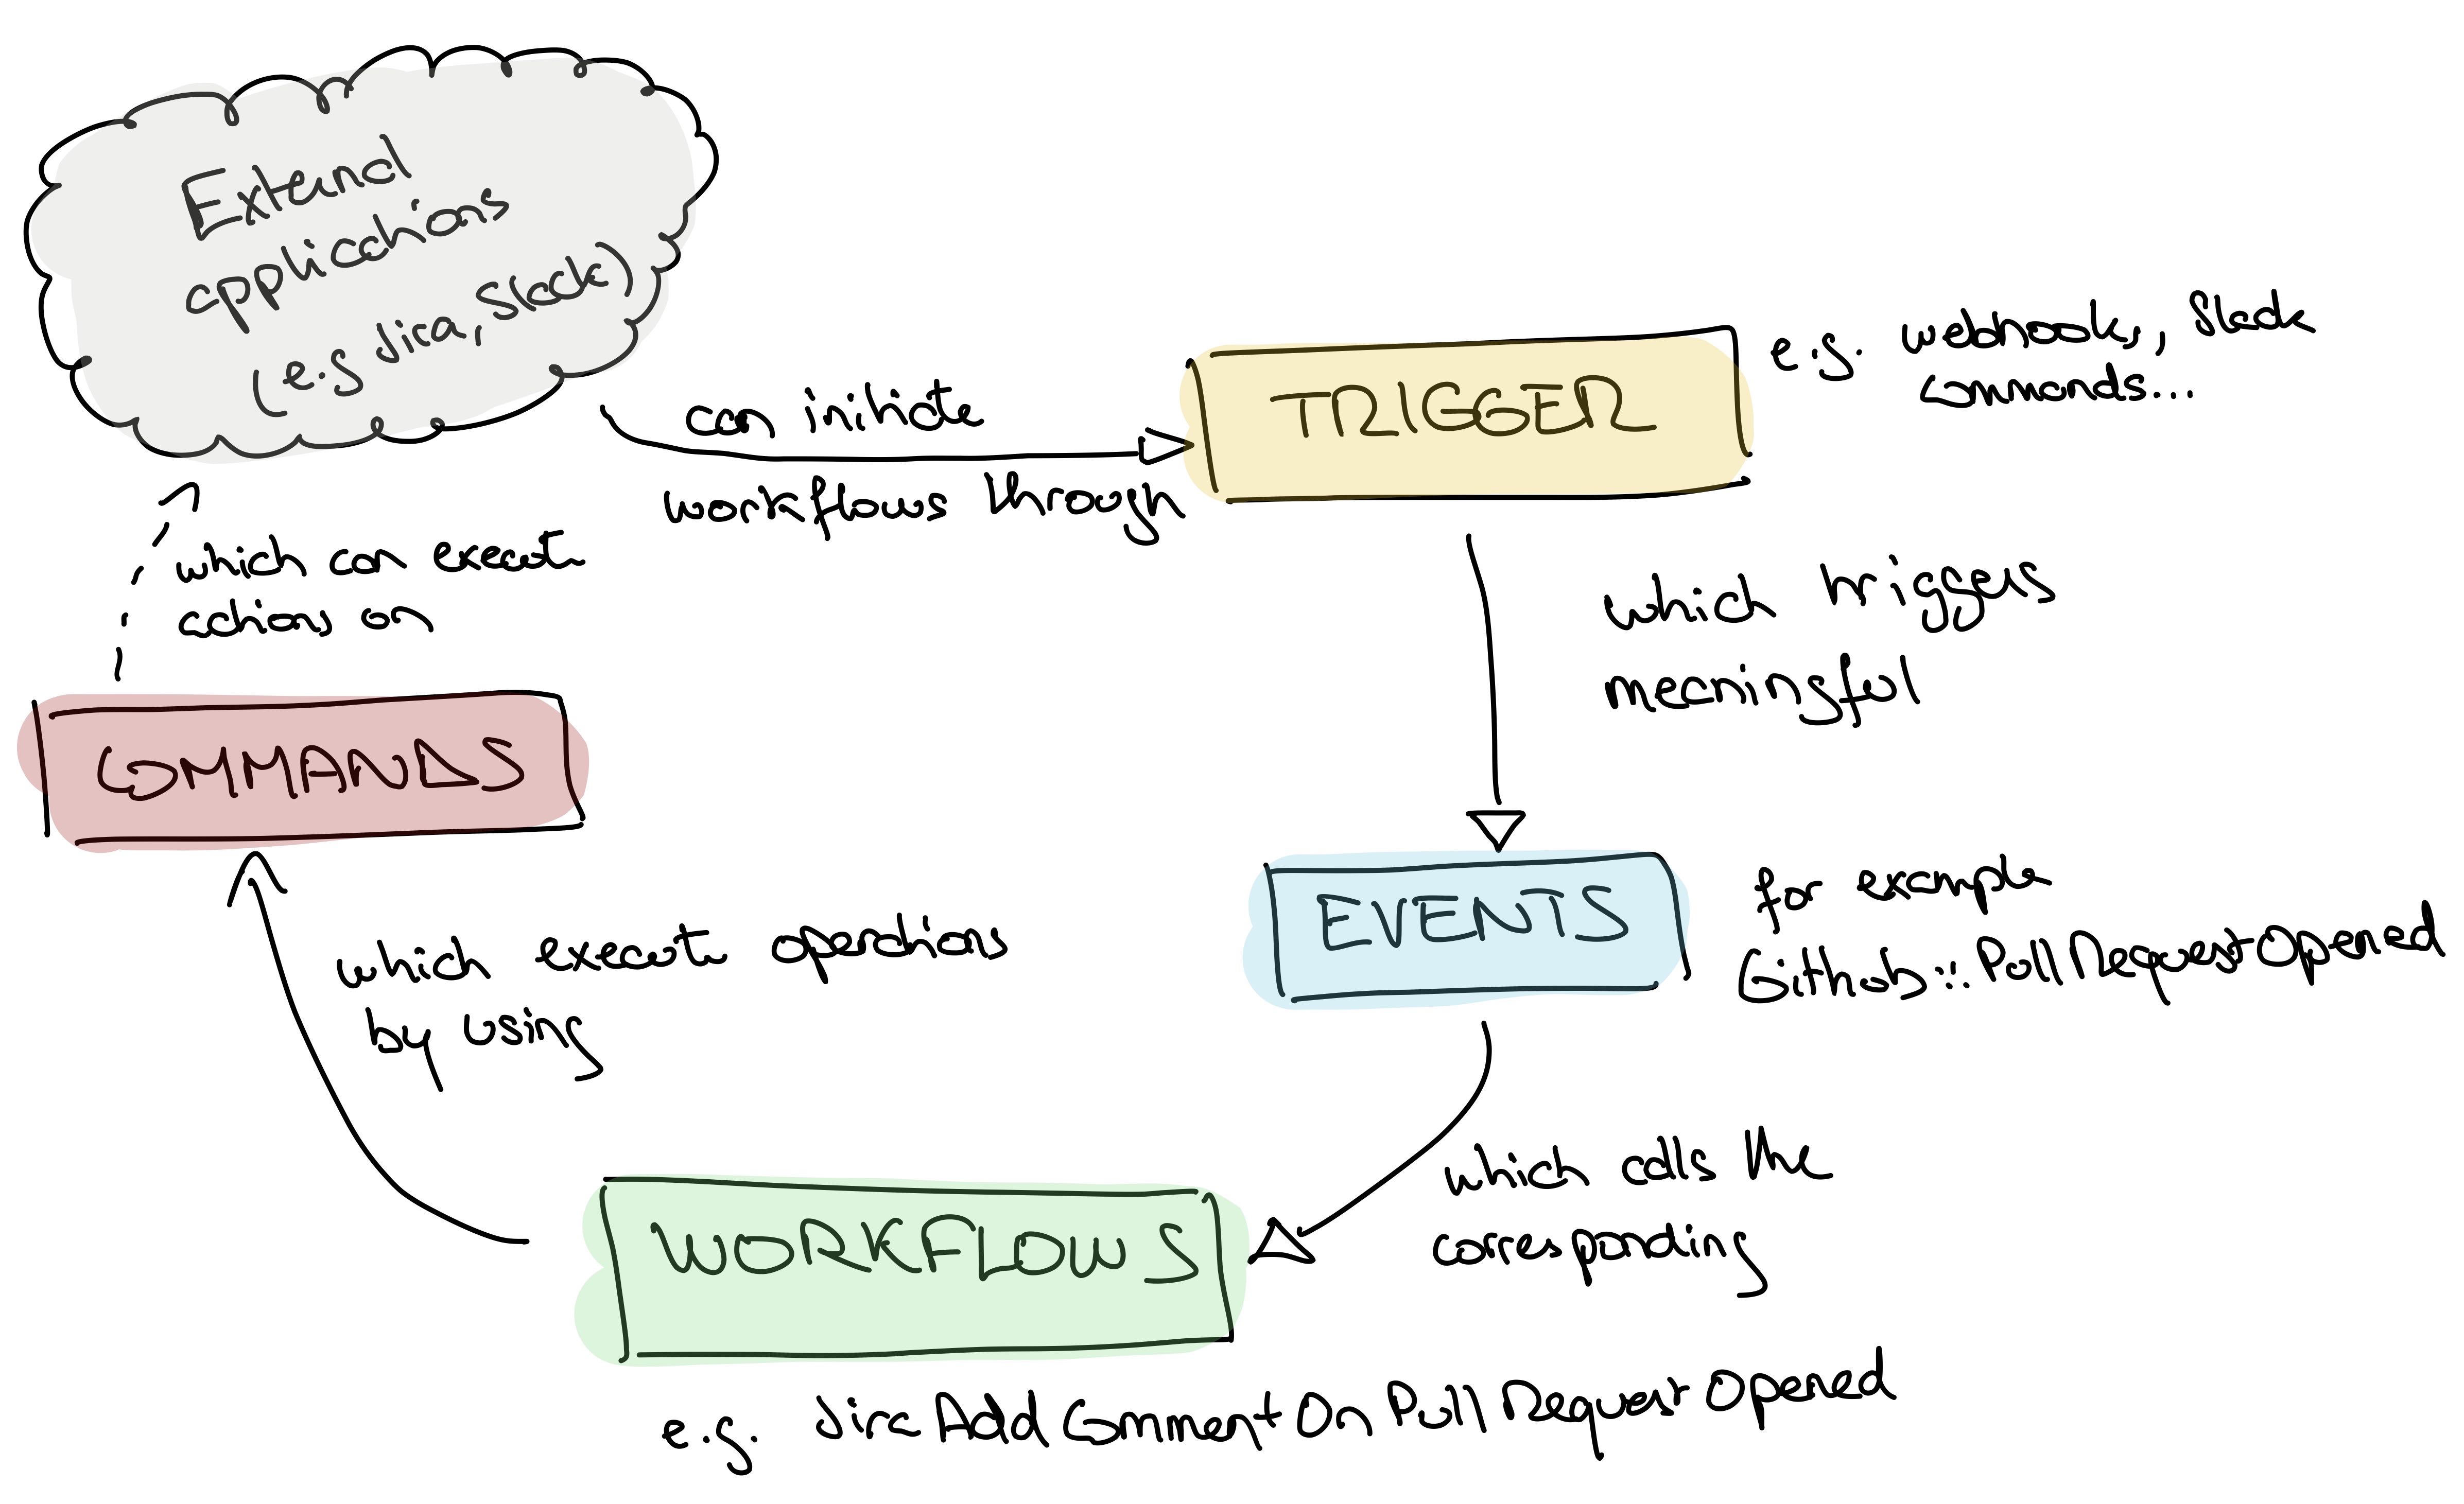 External
applications
(e.g Jira, Slack)
can initiate
workflows through
TRIGGER
e.g. webhooks, Slack
commands...
which triggers
meaningful
EVENTS
for example
Github::PullRequestOpened
which calls the
corresponding
WORKFLOWS
e.g. JiraAddCommentOnPullRequestOpened
which execute operations
by using
COMMANDS
which can execute
actions on